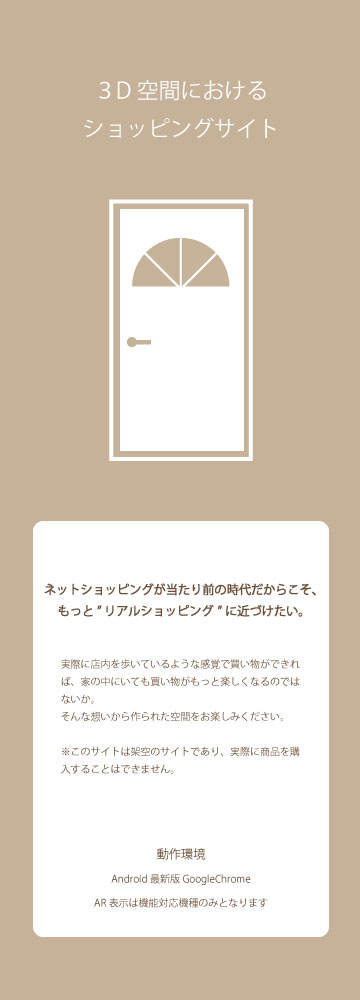 ３Ｄ空間における
ショッピングサイト
ネットショッピングが当たり前の時代だからこそ、
もっと”リアルショッピング“に近づけたい。
実際に店内を歩いているような感覚で買い物ができれ
ば、家の中にいても買い物がもっと楽しくなるのでは
ないか。
そんな想いから作られた空間をお楽しみください。
※このサイトは架空のサイトであり、実際に商品を購
入することはできません。
動作環境
Android 最新版 GoogleChrome
AR 表示は機能対応機種のみとなります